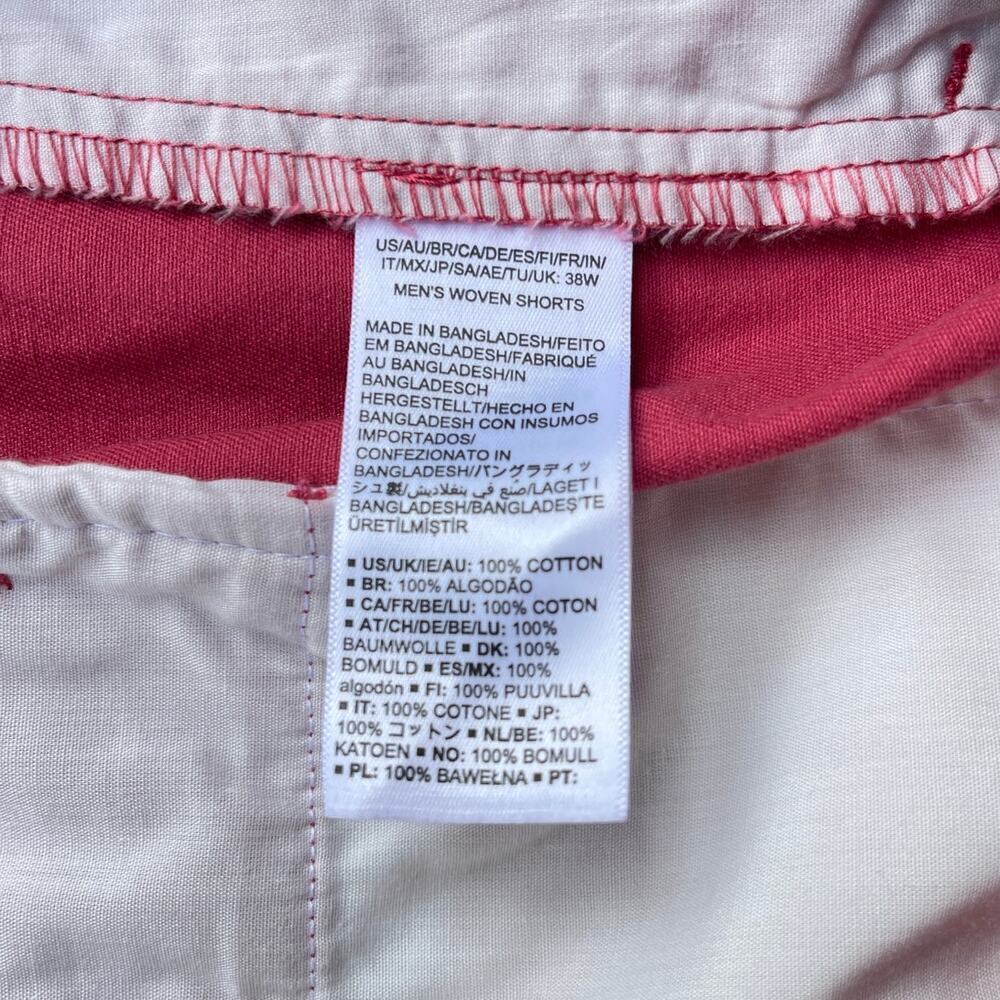 US/AU/BR/CA/DE/ES/FI/FR/IN/
IT/MX/JP/SA/AE/TU/UK: 38W
MEN'S WOVEN SHORTS
MADE IN BANGLADESH/FEITO
EM BANGLADESH/FABRIQUÉ
AU BANGLADESH/IN
BANGLADESCH
HERGESTELLT/HECHO EN
BANGLADESH CON INSUMOS
IMPORTADOS/
CONFEZIONATO IN
BANGLADESH/バングラディッ
シュ製/صنع في بنغلاديش/LAGET I
BANGLADESH/BANGLADEŞ'TE
ÜRETİLMİŞTİR
▪ US/UK/IE/AU: 100% COTTON
▪ BR: 100% ALGODÃO
▪ CA/FR/BE/LU: 100% COTON
▪ AT/CH/DE/BE/LU: 100%
BAUMWOLLE ▪ DK: 100%
BOMULD ▪ ES/MX: 100%
algodón ▪ FI: 100% PUUVILLA
▪ IT: 100% COTONE ▪ JP:
100% コットン ▪ NL/BE: 100%
KATOEN ▪ NO: 100% BOMULL
▪ PL: 100% BAWEŁNA ▪ PT: